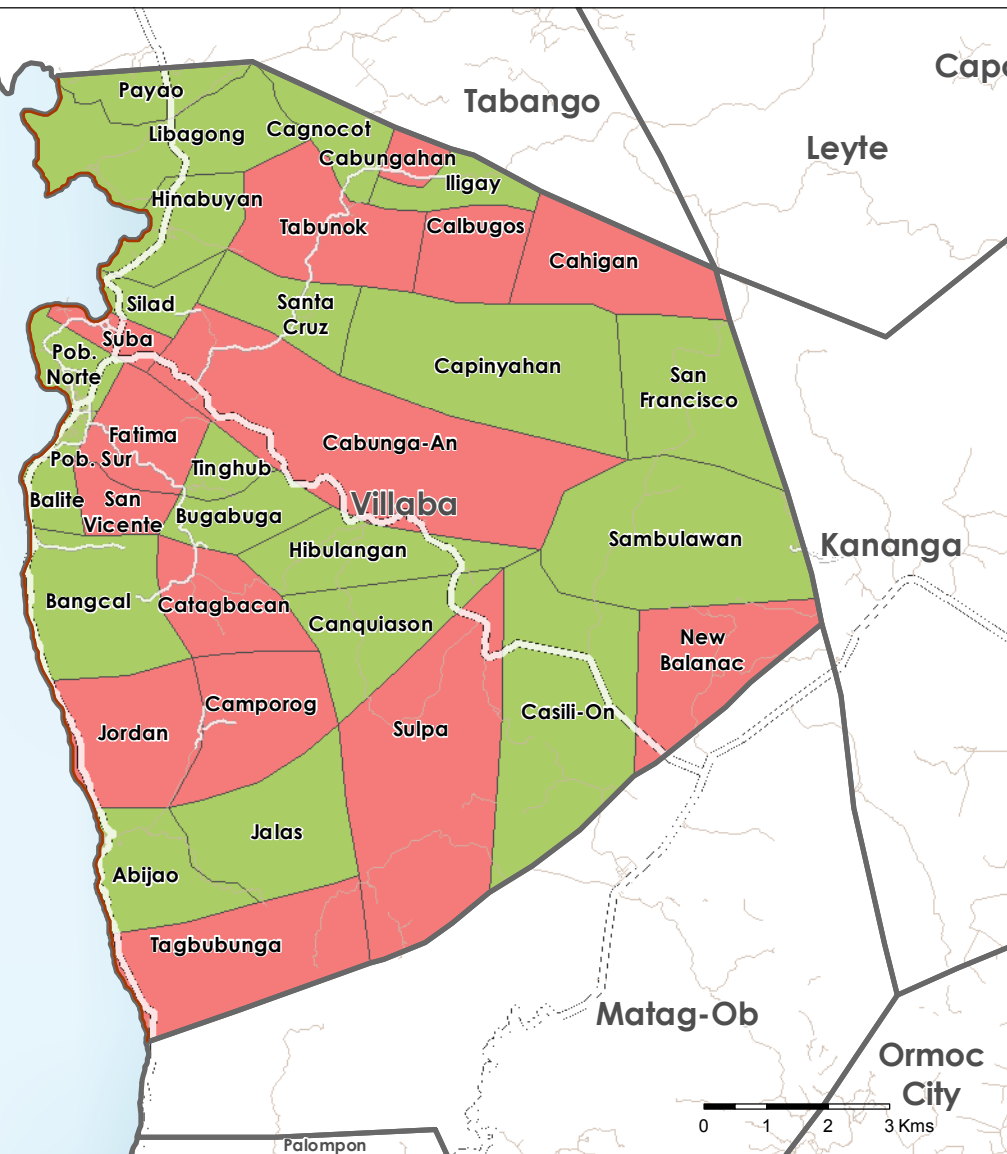 Capo
Payao
Tabango
Libagong
Cagnocot
Leyte
Cabungahan
Iligay
Hinabuyan
Tabunok
Calbugos
Cahigan
Silad
Santa
Cruz
Suba
Pob.
Norte
Capinyahan
San
Francisco
Fatima
Cabunga-An
Pob. Sur
Tinghub
Balite
San
Vicente
Villaba
Bugabuga
Sambulawan
Kananga
Hibulangan
Bangcal
Catagbacan
Canquiason
New
Balanac
Camporog
Casili-On
Jordan
Sulpa
Jalas
Abijao
Tagbubunga
Matag-Ob
Ormoc
City
0 1 2 3 Kms
Palompon